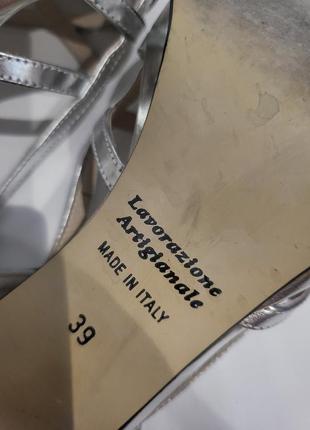 Lavorazione
Artigianale
MADE IN ITALY
39